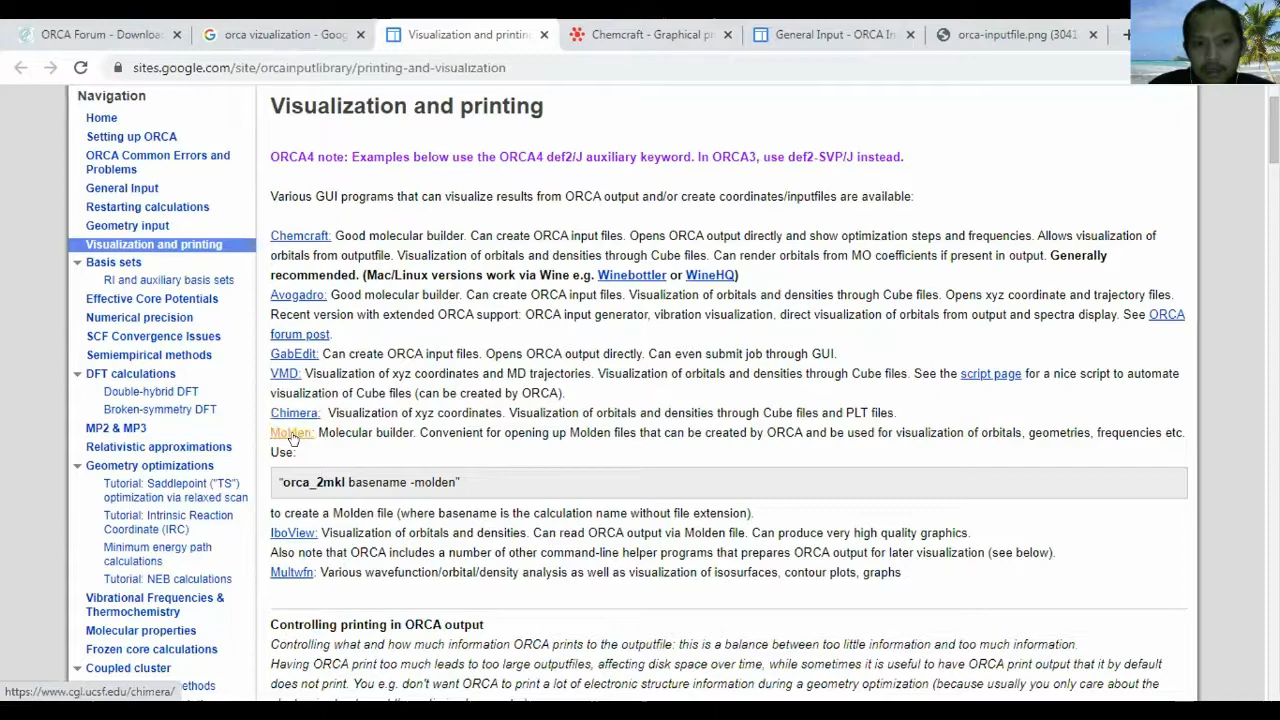 ORCA Forum - Downloa
orca vizualization - Goog
Visualization and printing
Chemcraft - Graphical p
General Input - ORCA In
orca-inputfile.png (3041
sites.google.com/site/orcainputlibrary/printing-and-visualization
Navigation
Home
Setting up ORCA
ORCA Common Errors and
Problems
General Input
Restarting calculations
Geometry input
Visualization and printing
Basis sets
RI and auxiliary basis sets
Effective Core Potentials
Numerical precision
SCF Convergence Issues
Semiempirical methods
DFT calculations
Double-hybrid DFT
Broken-symmetry DFT
MP2 & MP3
Relativistic approximations
Geometry optimizations
Tutorial: Saddlepoint ("TS")
optimization via relaxed scan
Tutorial: Intrinsic Reaction
Coordinate (IRC)
Minimum energy path
calculations
Tutorial: NEB calculations
Vibrational Frequencies &
Thermochemistry
Molecular properties
Frozen core calculations
Coupled cluster
methods
https://www.cgl.ucsf.edu/chimera/
Visualization and printing
ORCA4 note: Examples below use the ORCA4 def2/J auxiliary keyword. In ORCA3, use def2-SVP/J instead.
Various GUI programs that can visualize results from ORCA output and/or create coordinates/inputfiles are available:
Chemcraft: Good molecular builder. Can create ORCA input files. Opens ORCA output directly and show optimization steps and frequencies. Allows visualization of
orbitals from outputfile. Visualization of orbitals and densities through Cube files. Can render orbitals from MO coefficients if present in output. Generally
recommended. (Mac/Linux versions work via Wine e.g. Winebottler or WineHQ)
Avogadro: Good molecular builder. Can create ORCA input files. Visualization of orbitals and densities through Cube files. Opens xyz coordinate and trajectory files.
Recent version with extended ORCA support: ORCA input generator, vibration visualization, direct visualization of orbitals from output and spectra display. See ORCA
forum post.
GabEdit: Can create ORCA input files. Opens ORCA output directly. Can even submit job through GUI.
VMD: Visualization of xyz coordinates and MD trajectories. Visualization of orbitals and densities through Cube files. See the script page for a nice script to automate
visualization of Cube files (can be created by ORCA).
Chimera: Visualization of xyz coordinates. Visualization of orbitals and densities through Cube files and PLT files.
Molden: Molecular builder. Convenient for opening up Molden files that can be created by ORCA and be used for visualization of orbitals, geometries, frequencies etc.
Use:
"orca_2mkl basename -molden"
to create a Molden file (where basename is the calculation name without file extension).
IboView: Visualization of orbitals and densities. Can read ORCA output via Molden file. Can produce very high quality graphics.
Also note that ORCA includes a number of other command-line helper programs that prepares ORCA output for later visualization (see below).
Multwfn: Various wavefunction/orbital/density analysis as well as visualization of isosurfaces, contour plots, graphs
Controlling printing in ORCA output
Controlling what and how much information ORCA prints to the outputfile: this is a balance between too little information and too much information.
Having ORCA print too much leads to too large outputfiles, affecting disk space over time, while sometimes it is useful to have ORCA print output that it by default
does not print. You e.g. don't want ORCA to print a lot of electronic structure information during a geometry optimization (because usually you only care about the